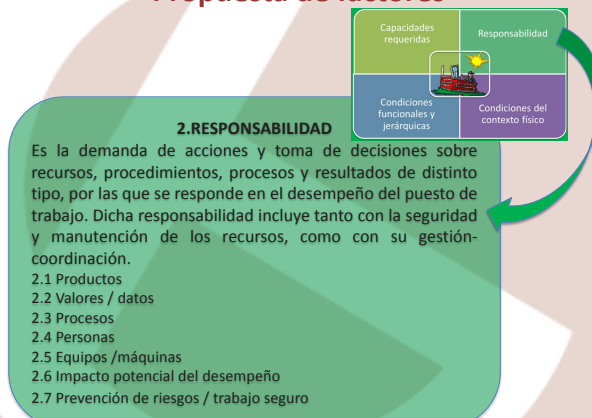 Propuesta de factores
Capacidades
requeridas
Responsabilidad
Condiciones
funcionales y
jerárquicas
Condiciones del
contexto físico
2.RESPONSABILIDAD
Es la demanda de acciones y toma de decisiones sobre
recursos, procedimientos, procesos y resultados de distinto
tipo, por las que se responde en el desempeño del puesto de
trabajo. Dicha responsabilidad incluye tanto con la seguridad
y manutención de los recursos, como con su gestión-
coordinación.
2.1 Productos
2.2 Valores / datos
2.3 Procesos
2.4 Personas
2.5 Equipos /máquinas
2.6 Impacto potencial del desempeño
2.7 Prevención de riesgos / trabajo seguro